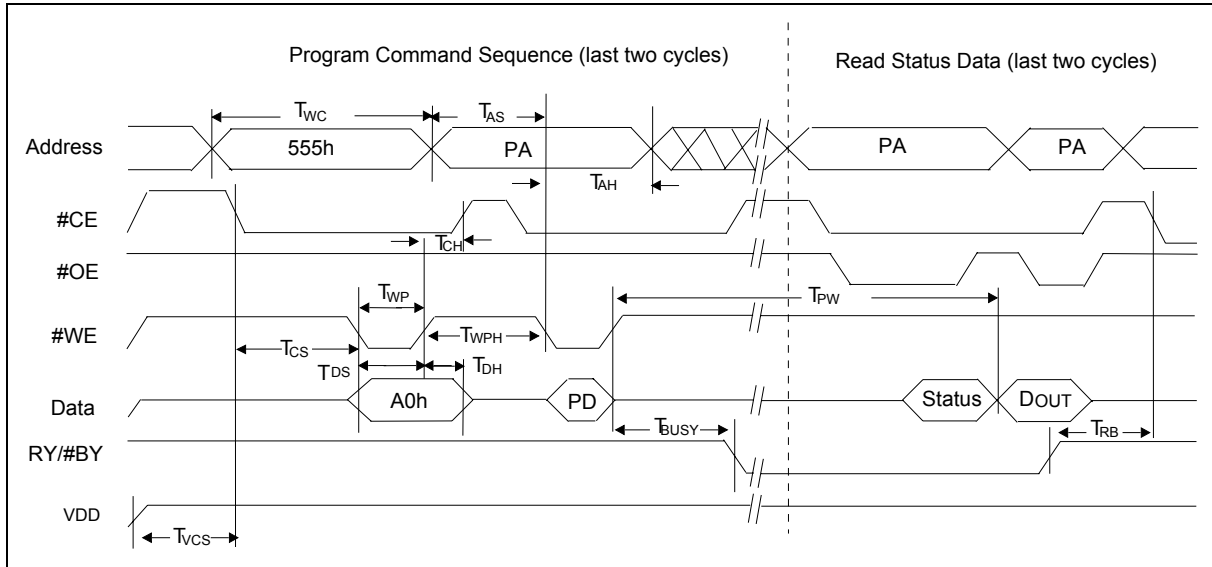 Program Command Sequence (last two cycles)
Read Status Data (last two cycles)
TWC
TAS
Address
555h
PA
PA
PA
TAH
#CE
TCH
#OE
TWP
TPW
#WE
TWPH
TCS
TDS
TDH
Data
A0h
PD
Status
DOUT
TBUSY
TRB
RY/#BY
VDD
TVCS